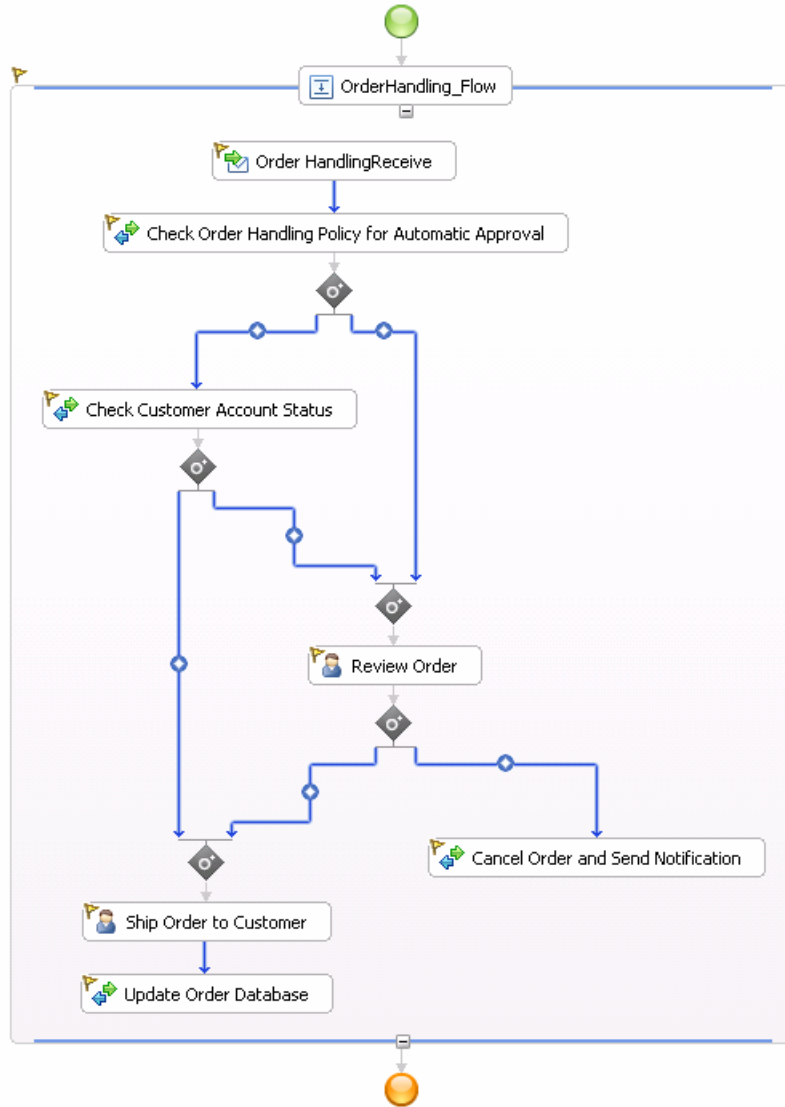 OrderHandling_Flow
Order HandlingReceive
Check Order Handling Policy for Automatic Approval
Check Customer Account Status
Review Order
Cancel Order and Send Notification
Ship Order to Customer
Update Order Database